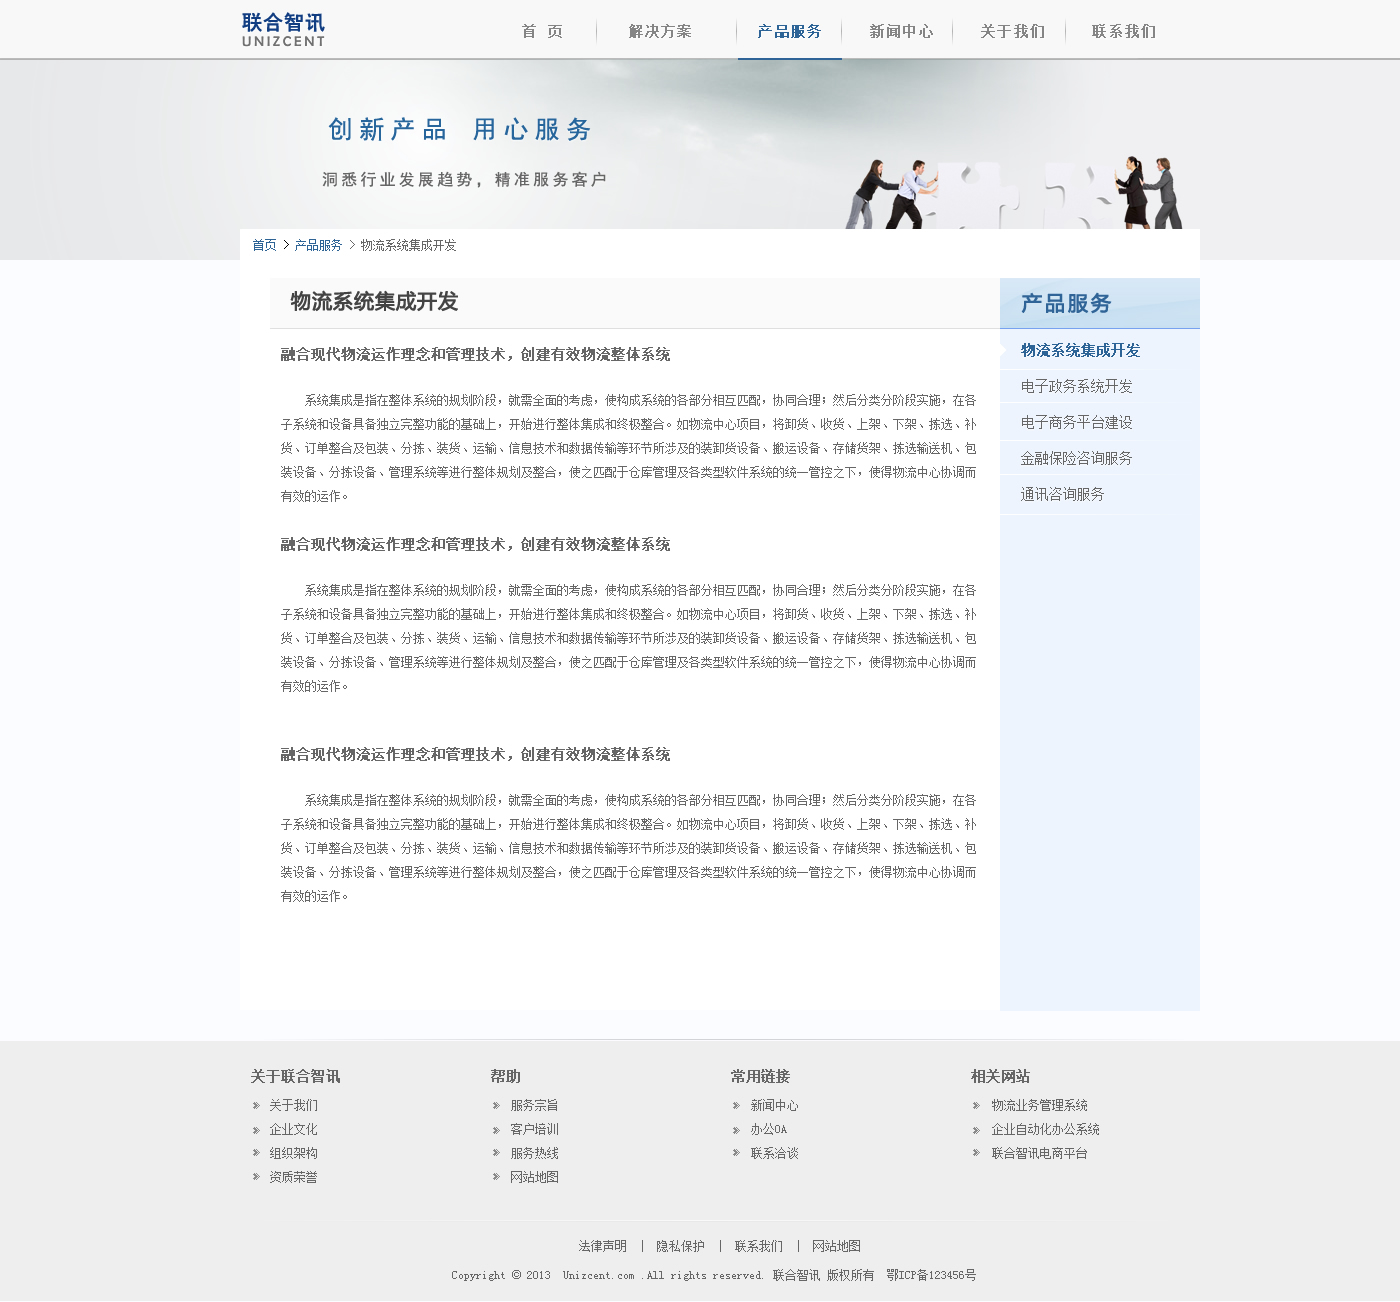 联合智讯
UNIZCENT
首 页
解决方案
产品服务
新闻中心
关于我们
联系我们
创新产品 用心服务
洞悉行业发展趋势，精准服务客户
首页 > 产品服务 > 物流系统集成开发
物流系统集成开发
融合现代物流运作理念和管理技术，创建有效物流整体系统
系统集成是指在整体系统的规划阶段，就需全面的考虑，使构成系统的各部分相互匹配，协同合理；然后分类分阶段实施，在各
子系统和设备具备独立完整功能的基础上，开始进行整体集成和终极整合。如物流中心项目，将卸货、收货、上架、下架、拣选、补
货、订单整合及包装、分拣、装货、运输、信息技术和数据传输等环节所涉及的装卸货设备、搬运设备、存储货架、拣选输送机、包
装设备、分拣设备、管理系统等进行整体规划及整合，使之匹配于仓库管理及各类型软件系统的统一管控之下，使得物流中心协调而
有效的运作。
融合现代物流运作理念和管理技术，创建有效物流整体系统
系统集成是指在整体系统的规划阶段，就需全面的考虑，使构成系统的各部分相互匹配，协同合理；然后分类分阶段实施，在各
子系统和设备具备独立完整功能的基础上，开始进行整体集成和终极整合。如物流中心项目，将卸货、收货、上架、下架、拣选、补
货、订单整合及包装、分拣、装货、运输、信息技术和数据传输等环节所涉及的装卸货设备、搬运设备、存储货架、拣选输送机、包
装设备、分拣设备、管理系统等进行整体规划及整合，使之匹配于仓库管理及各类型软件系统的统一管控之下，使得物流中心协调而
有效的运作。
融合现代物流运作理念和管理技术，创建有效物流整体系统
系统集成是指在整体系统的规划阶段，就需全面的考虑，使构成系统的各部分相互匹配，协同合理；然后分类分阶段实施，在各
子系统和设备具备独立完整功能的基础上，开始进行整体集成和终极整合。如物流中心项目，将卸货、收货、上架、下架、拣选、补
货、订单整合及包装、分拣、装货、运输、信息技术和数据传输等环节所涉及的装卸货设备、搬运设备、存储货架、拣选输送机、包
装设备、分拣设备、管理系统等进行整体规划及整合，使之匹配于仓库管理及各类型软件系统的统一管控之下，使得物流中心协调而
有效的运作。
产品服务
物流系统集成开发
电子政务系统开发
电子商务平台建设
金融保险咨询服务
通讯咨询服务
关于联合智讯
关于我们
企业文化
组织架构
资质荣誉
帮助
服务宗旨
客户培训
服务热线
网站地图
常用链接
新闻中心
办公OA
联系洽谈
相关网站
物流业务管理系统
企业自动化办公系统
联合智讯电商平台
法律声明 | 隐私保护 | 联系我们 | 网站地图
Copyright © 2013 Unizcent.com .All rights reserved. 联合智讯 版权所有 鄂ICP备123456号